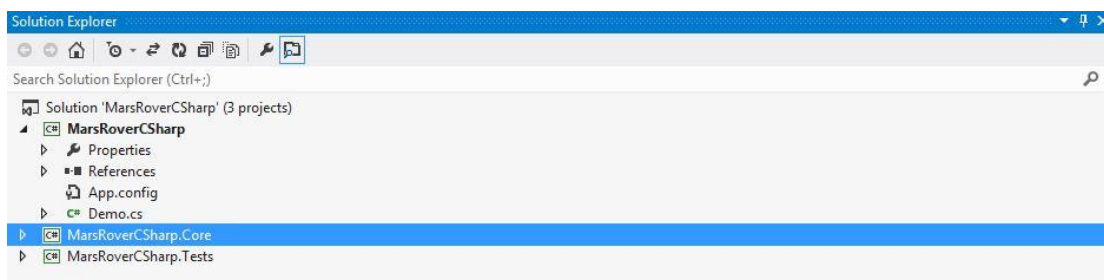 Solution Explorer
Search Solution Explorer (Ctrl+;)
Solution 'MarsRoverCSharp' (3 projects)
C# MarsRoverCSharp
Properties
References
App.config
C# Demo.cs
C# MarsRoverCSharp.Core
C# MarsRoverCSharp.Tests